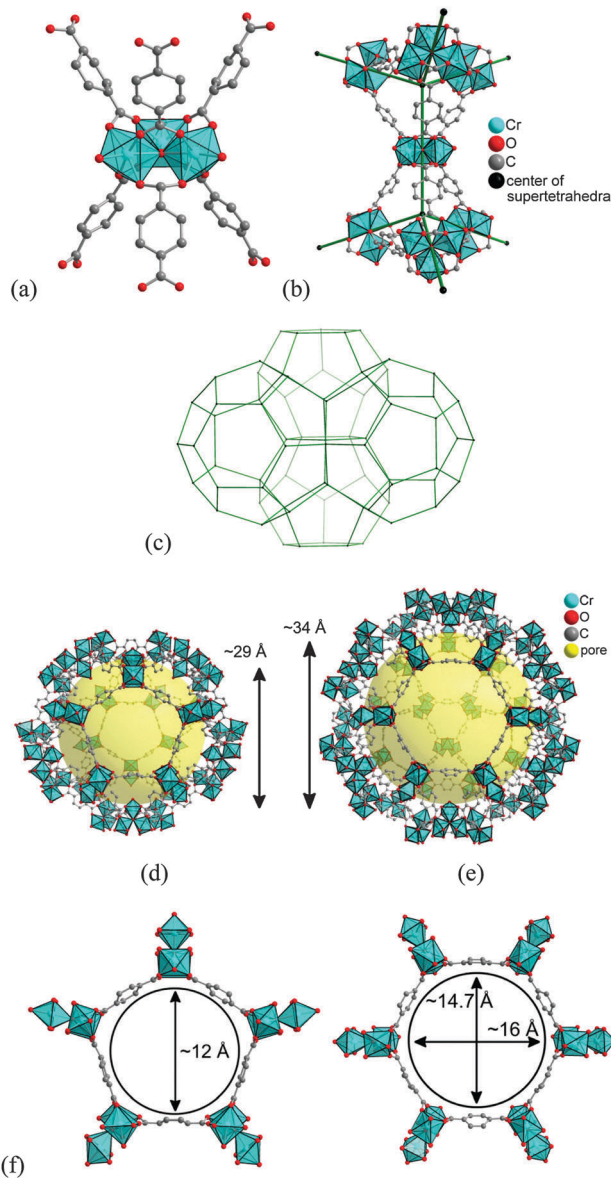 (a)
(b)
Cr
O
C
center of
supertetrahedra
(c)
~29 Å
~34 Å
Cr
O
C
pore
(d)
(e)
~12 Å
~14.7 Å
~16 Å
(f)